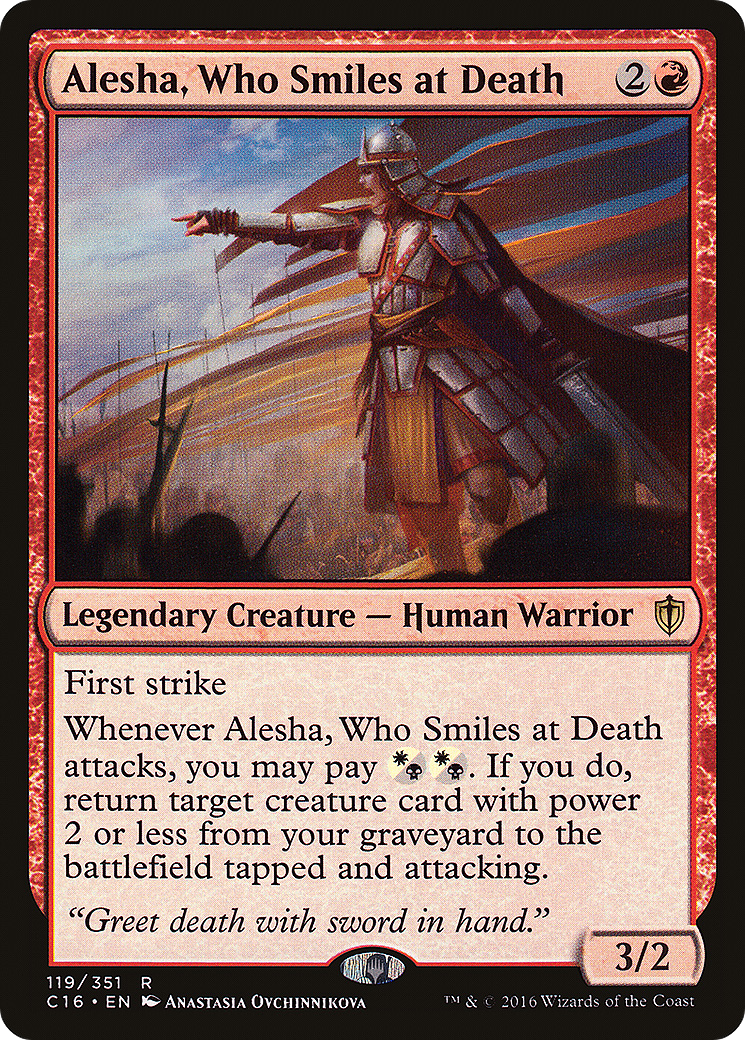 Alesha, Who Smiles at Death 2
Legendary Creature — Human Warrior
First strike
Whenever Alesha, Who Smiles at Death
attacks, you may pay . If you do,
return target creature card with power
2 or less from your graveyard to the
battlefield tapped and attacking.
“Greet death with sword in hand.”
3/2
119/351 R
C16 • EN Anastasia Ovchinnikova
™ & © 2016 Wizards of the Coast